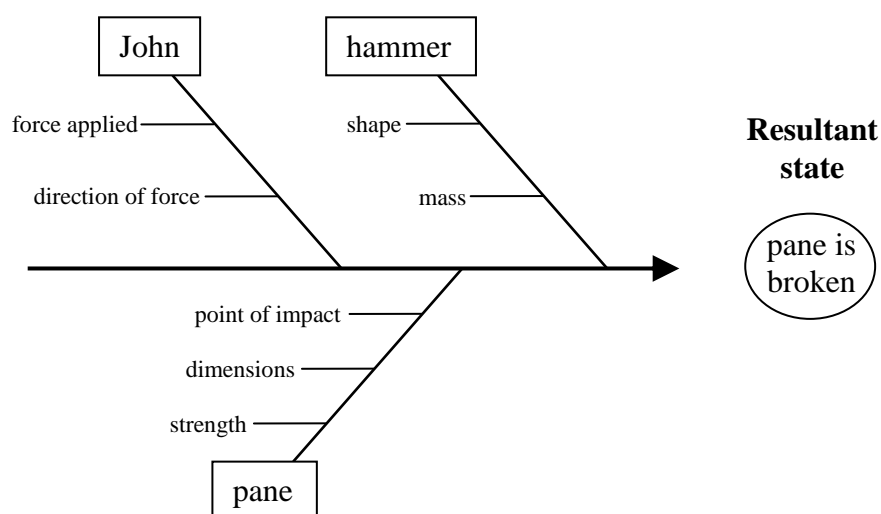 John
hammer
force applied
shape
direction of force
mass
Resultant
state
pane is
broken
point of impact
dimensions
strength
pane